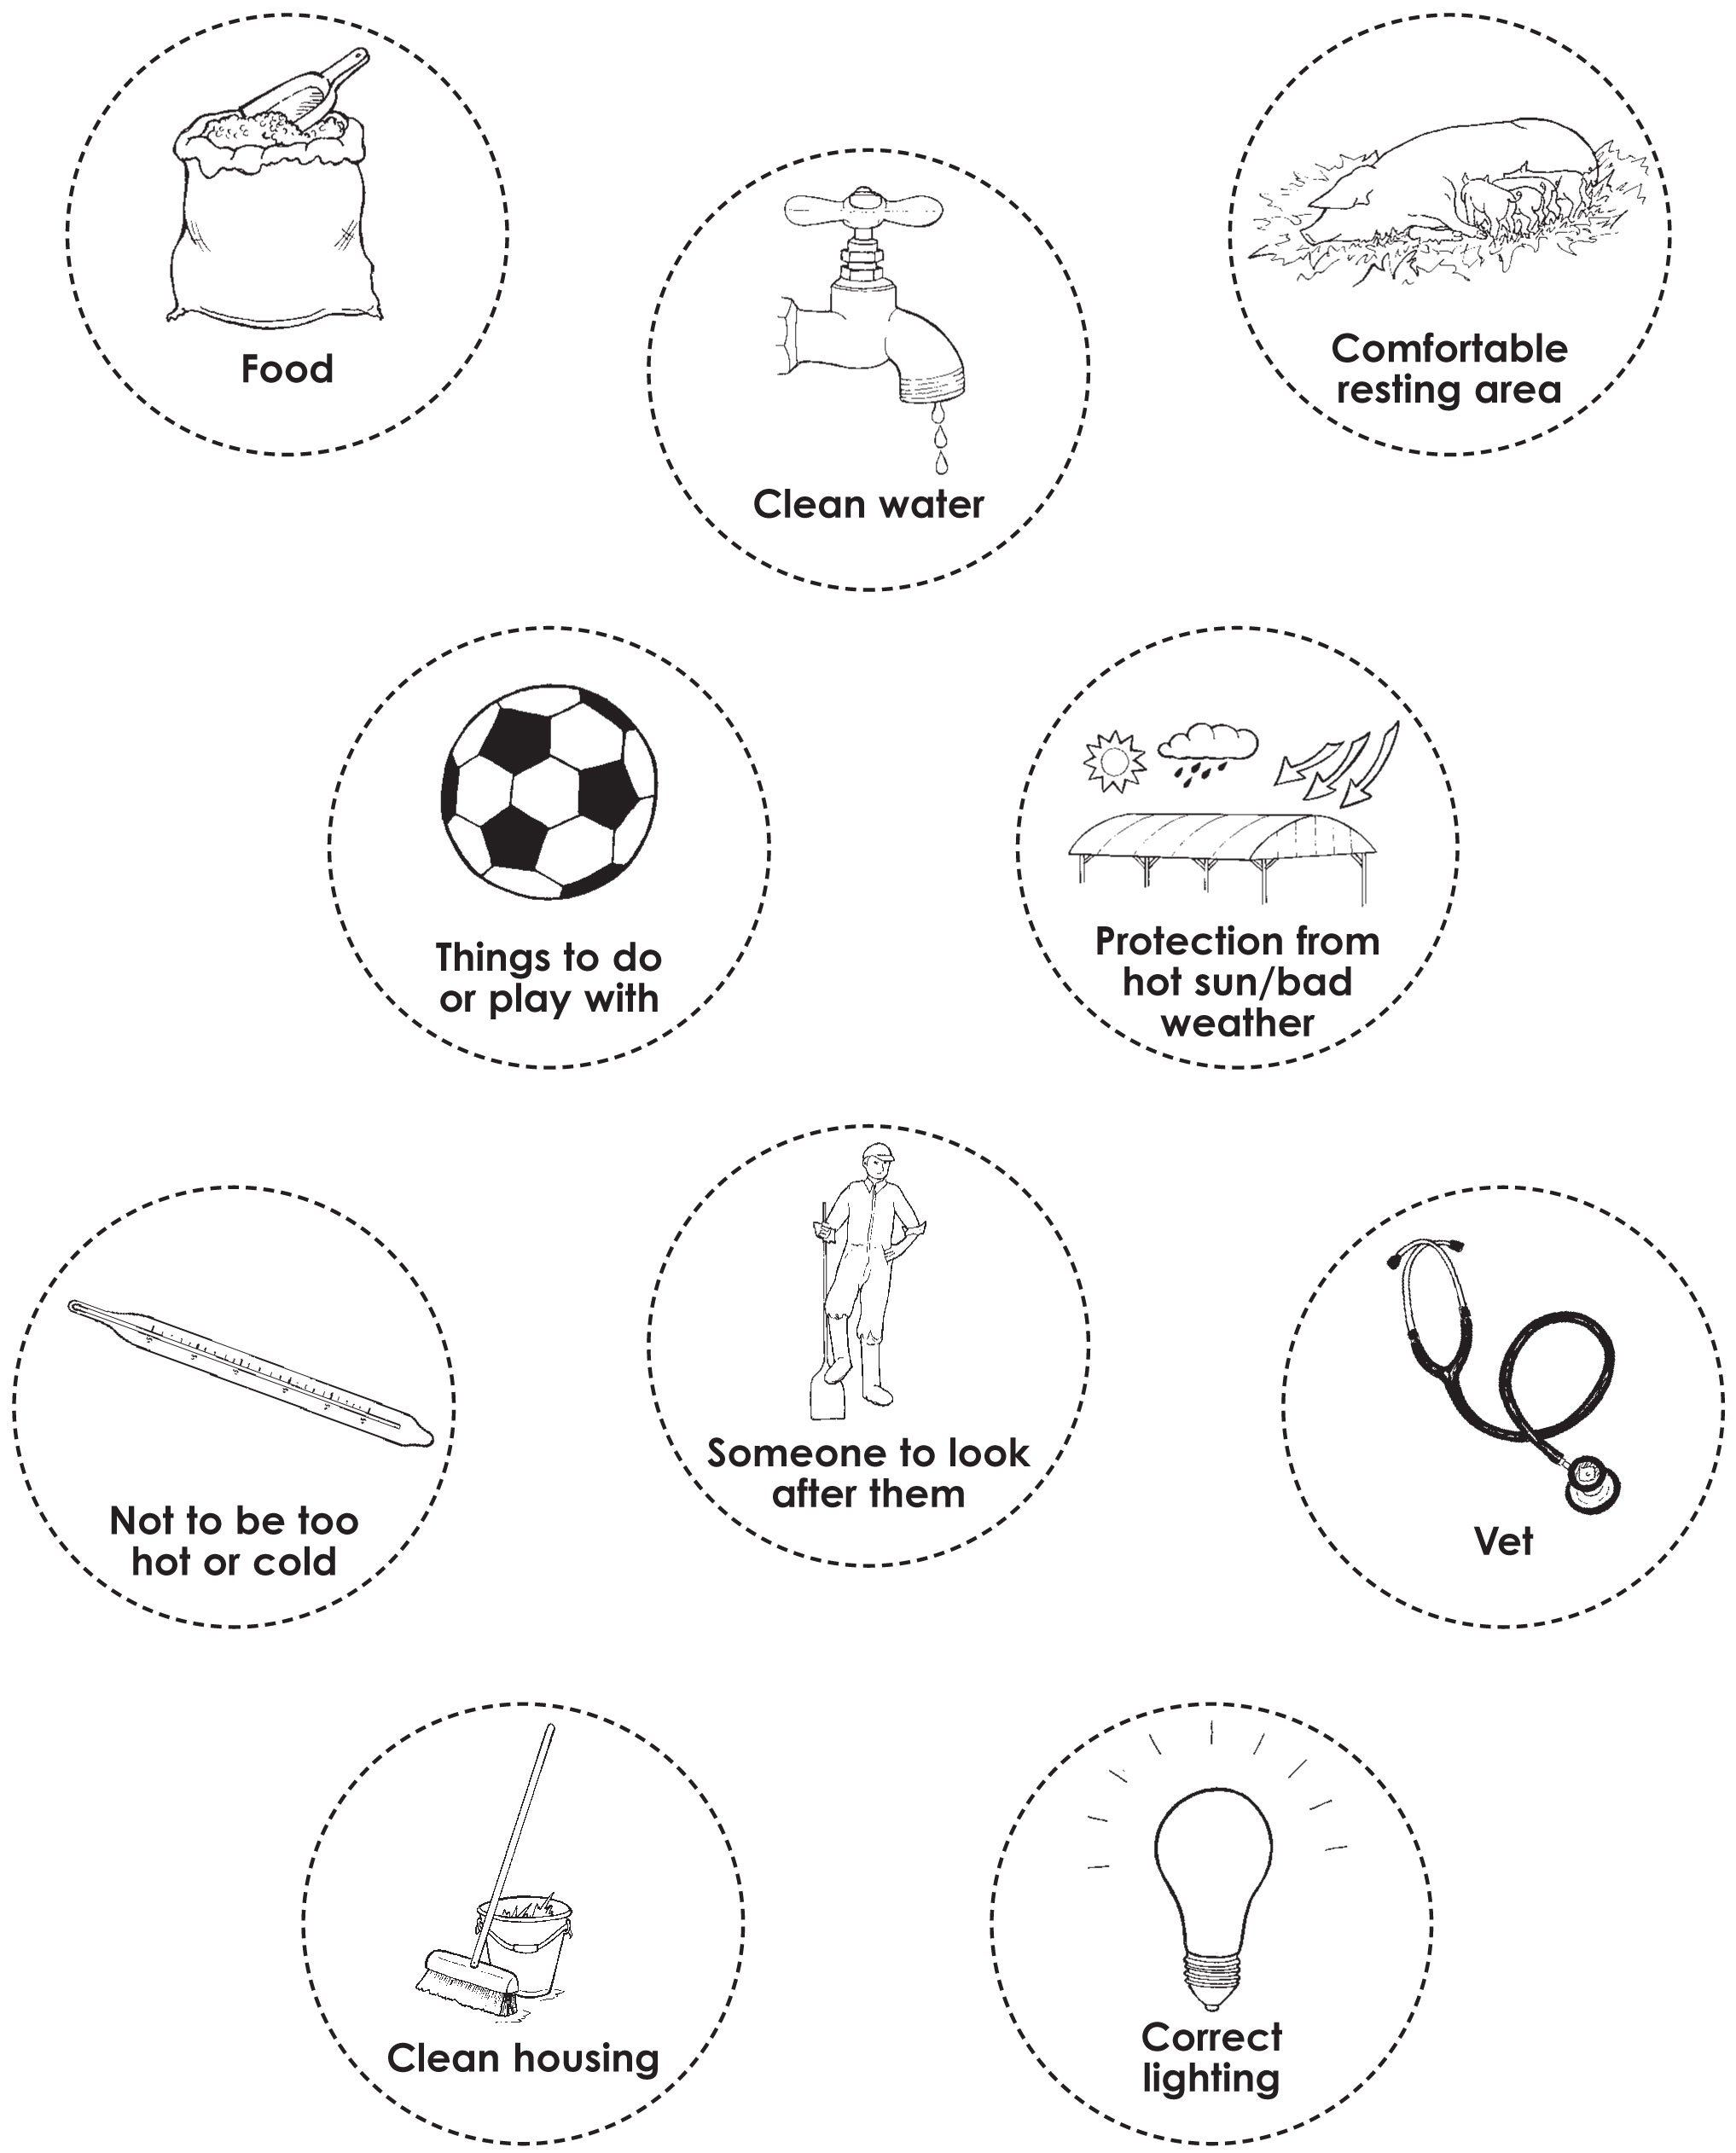 Food
Clean water
Comfortable
resting area
Things to do
or play with
Protection from
hot sun/bad
weather
Not to be too
hot or cold
Someone to look
after them
Vet
Clean housing
Correct
lighting